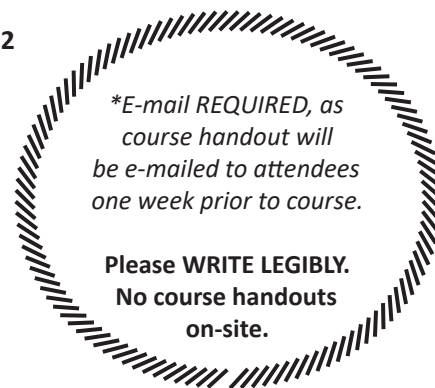 2
*E-mail REQUIRED, as
course handout will
be e-mailed to attendees
one week prior to course.
Please WRITE LEGIBLY.
No course handouts
on-site.